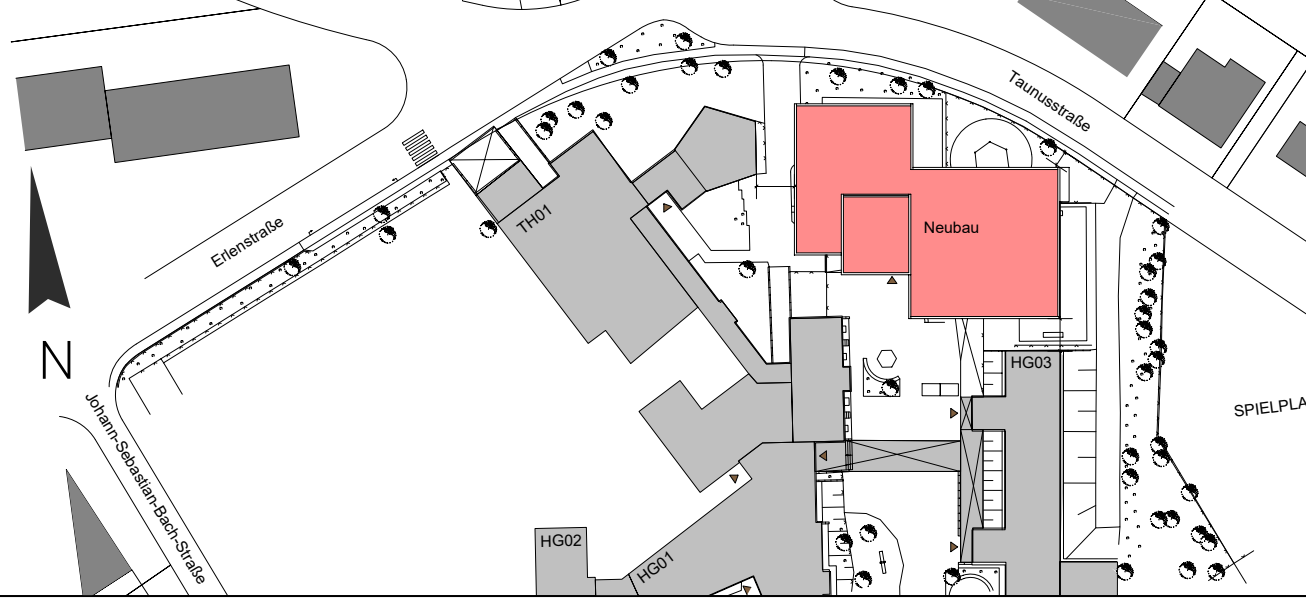 Taunusstraße
TH01
Neubau
Erlenstraße
N
HG03
Johann-Sebastian-Bach-Straße
SPIELPLA
HG02
HG01